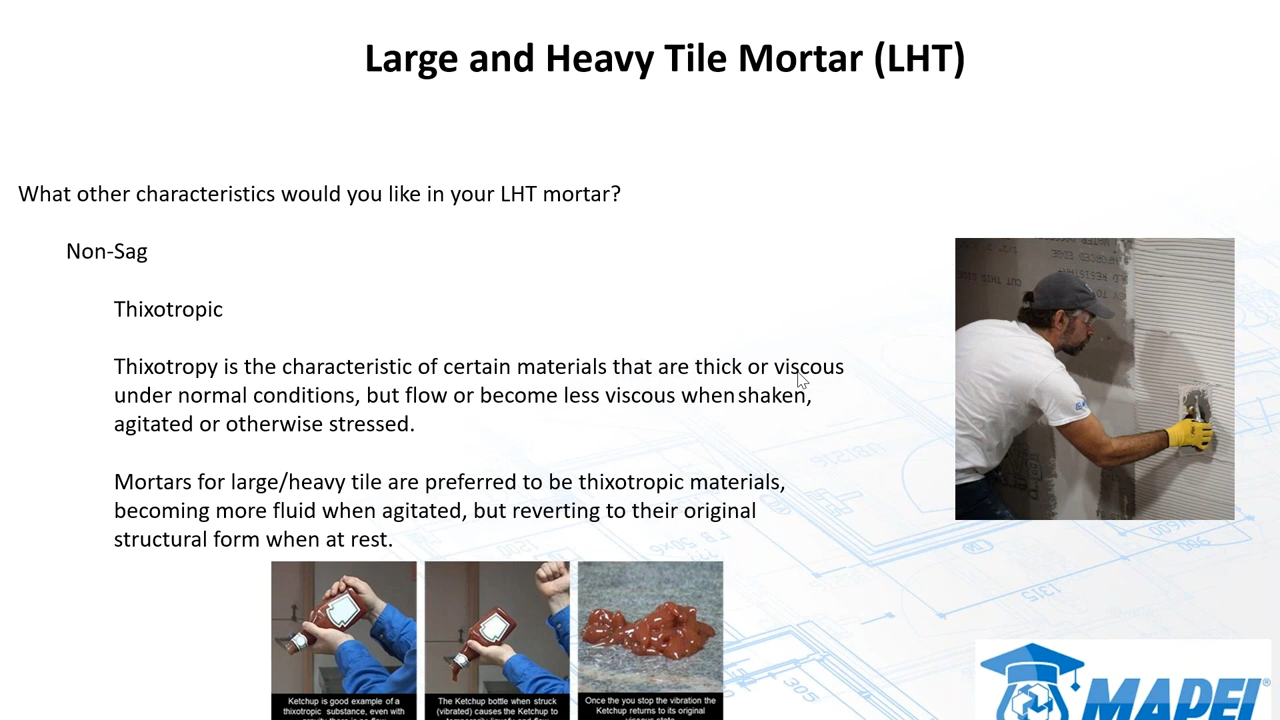 Large and Heavy Tile Mortar (LHT)
What other characteristics would you like in your LHT mortar?
Non-Sag
Thixotropic
Thixotropy is the characteristic of certain materials that are thick or viscous
under normal conditions, but flow or become less viscous when shaken,
agitated or otherwise stressed.
Mortars for large/heavy tile are preferred to be thixotropic materials,
becoming more fluid when agitated, but reverting to their original
structural form when at rest.
Ketchup is good example of a
thixotropic substance, even with
The Ketchup bottle when struck
(vibrated) causes the Ketchup to
Once the you stop the vibration the
Ketchup returns to its original
MAPEI®
1315
305